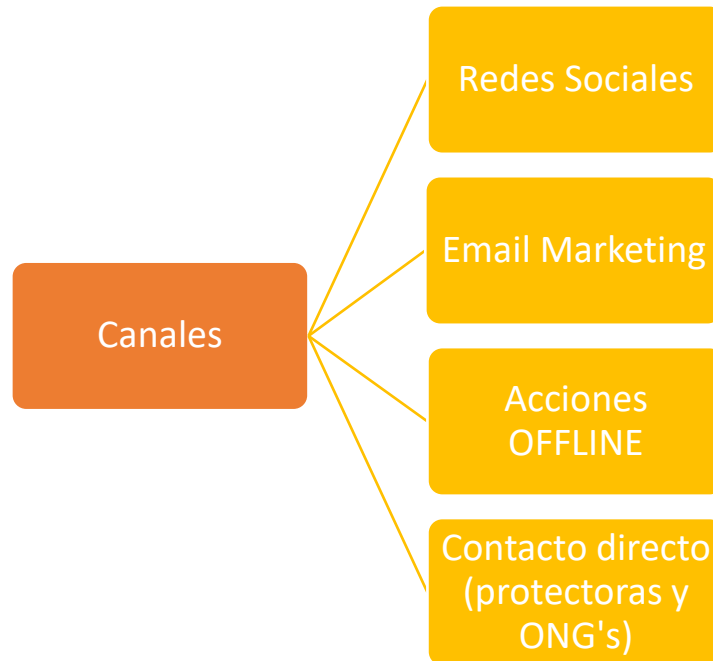 Redes Sociales
Email Marketing
Canales
Acciones
OFFLINE
Contacto directo
(protectoras y
ONG's)